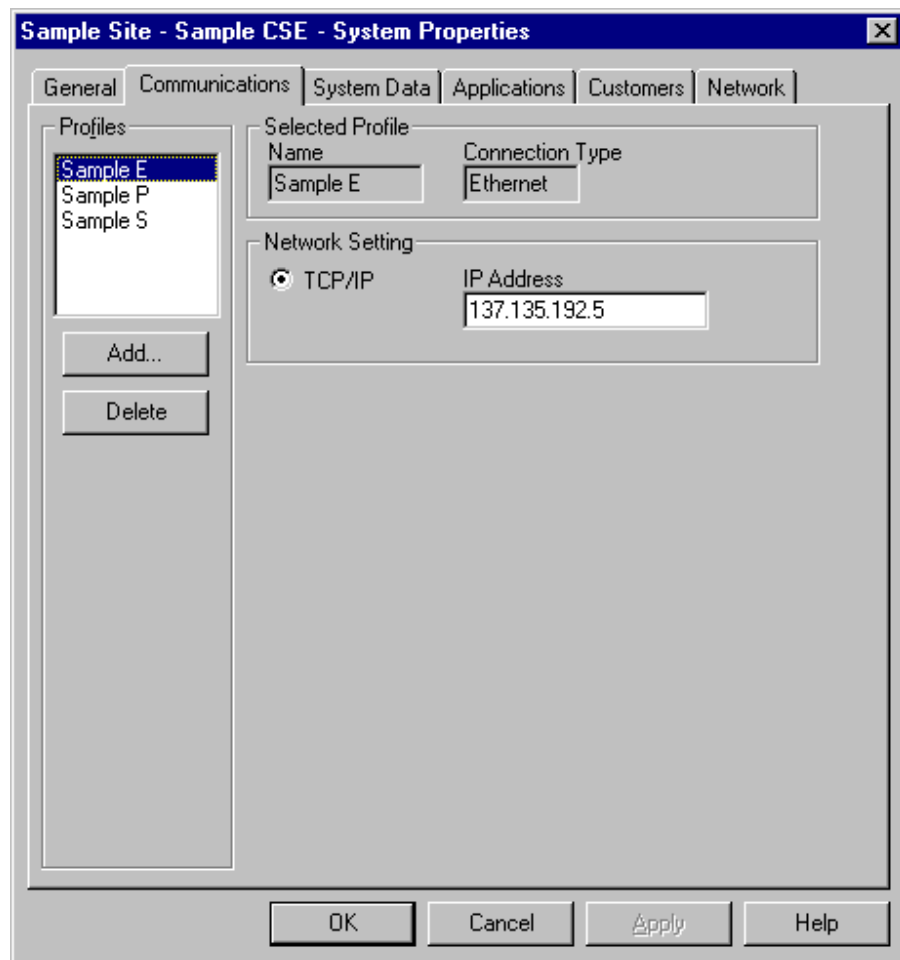 Sample Site - Sample CSE - System Properties
General Communications System Data Applications Customers Network
Profiles
Sample E
Sample P
Sample S
Add...
Delete
Selected Profile
Name Connection Type
Sample E Ethernet
Network Setting
TCP/IP IP Address
137.135.192.5
OK Cancel Apply Help